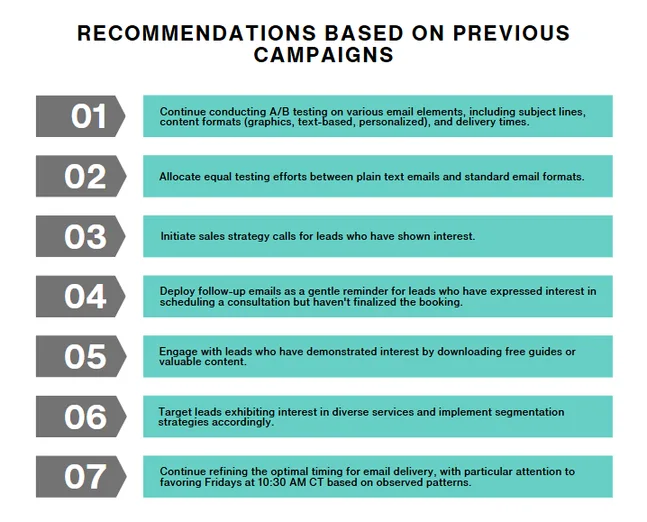 RECOMMENDATIONS BASED ON PREVIOUS
CAMPAIGNS
01
Continue conducting A/B testing on various email elements, including subject lines,
content formats (graphics, text-based, personalized), and delivery times.
02
Allocate equal testing efforts between plain text emails and standard email formats.
03
Initiate sales strategy calls for leads who have shown interest.
04
Deploy follow-up emails as a gentle reminder for leads who have expressed interest in
scheduling a consultation but haven't finalized the booking.
05
Engage with leads who have demonstrated interest by downloading free guides or
valuable content.
06
Target leads exhibiting interest in diverse services and implement segmentation
strategies accordingly.
07
Continue refining the optimal timing for email delivery, with particular attention to
favoring Fridays at 10:30 AM CT based on observed patterns.